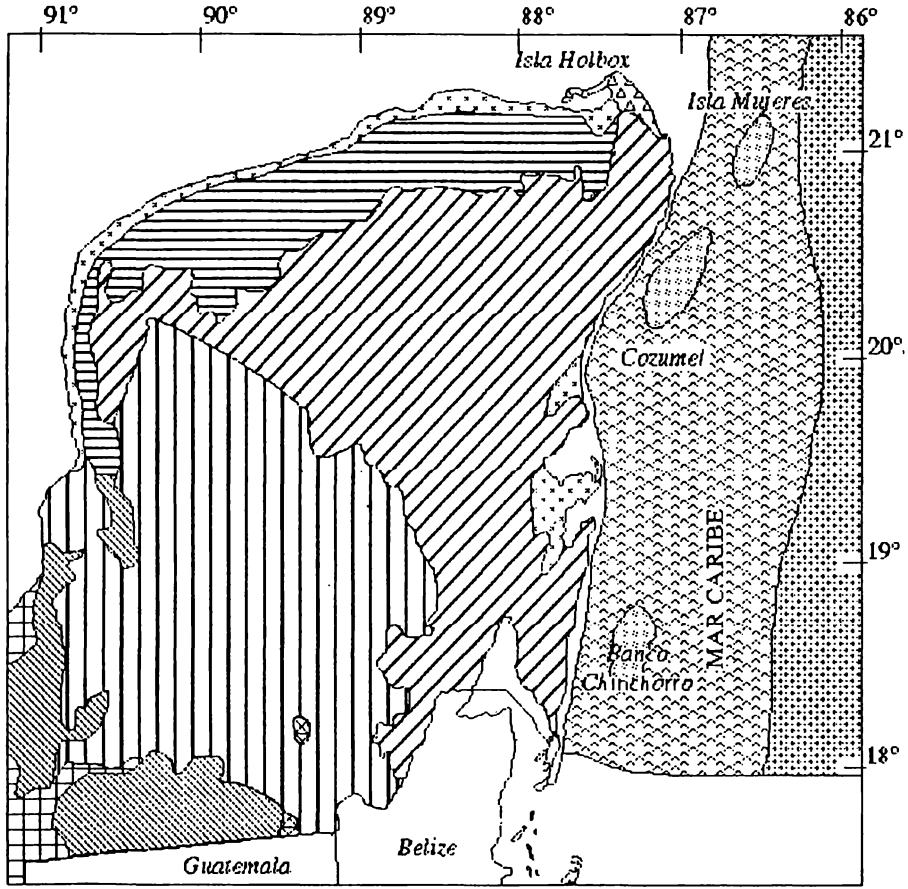 91° 90° 89° 88° 87° 86°
Isla Holbox
Isla Mujeres
21°
20°
Cozumel
19°
MAR CARIBE
Banco
Chinchorro
18°
Belize
Guatemala